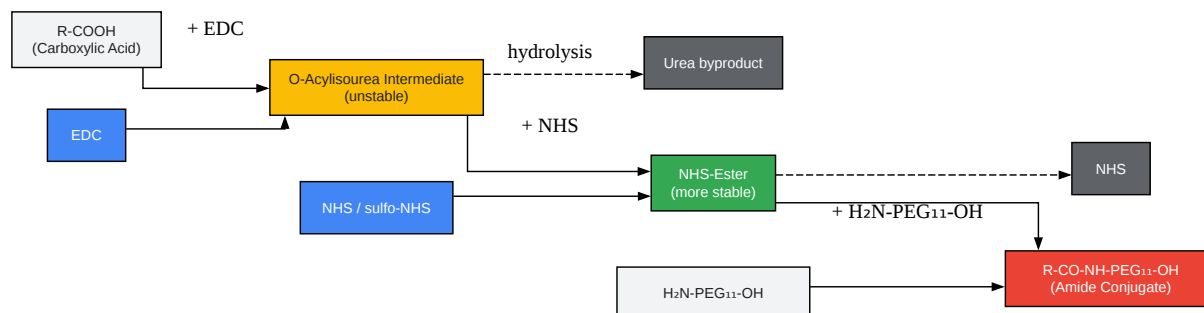 R-COOH
(Carboxylic Acid)
+ EDC
O-Acylisourea Intermediate
(unstable)
hydrolysis
Urea byproduct
EDC
+ NHS
NHS-Ester
(more stable)
NHS
NHS / sulfo-NHS
+ H₂N-PEG₁₁-OH
R-CO-NH-PEG₁₁-OH
(Amide Conjugate)
H₂N-PEG₁₁-OH